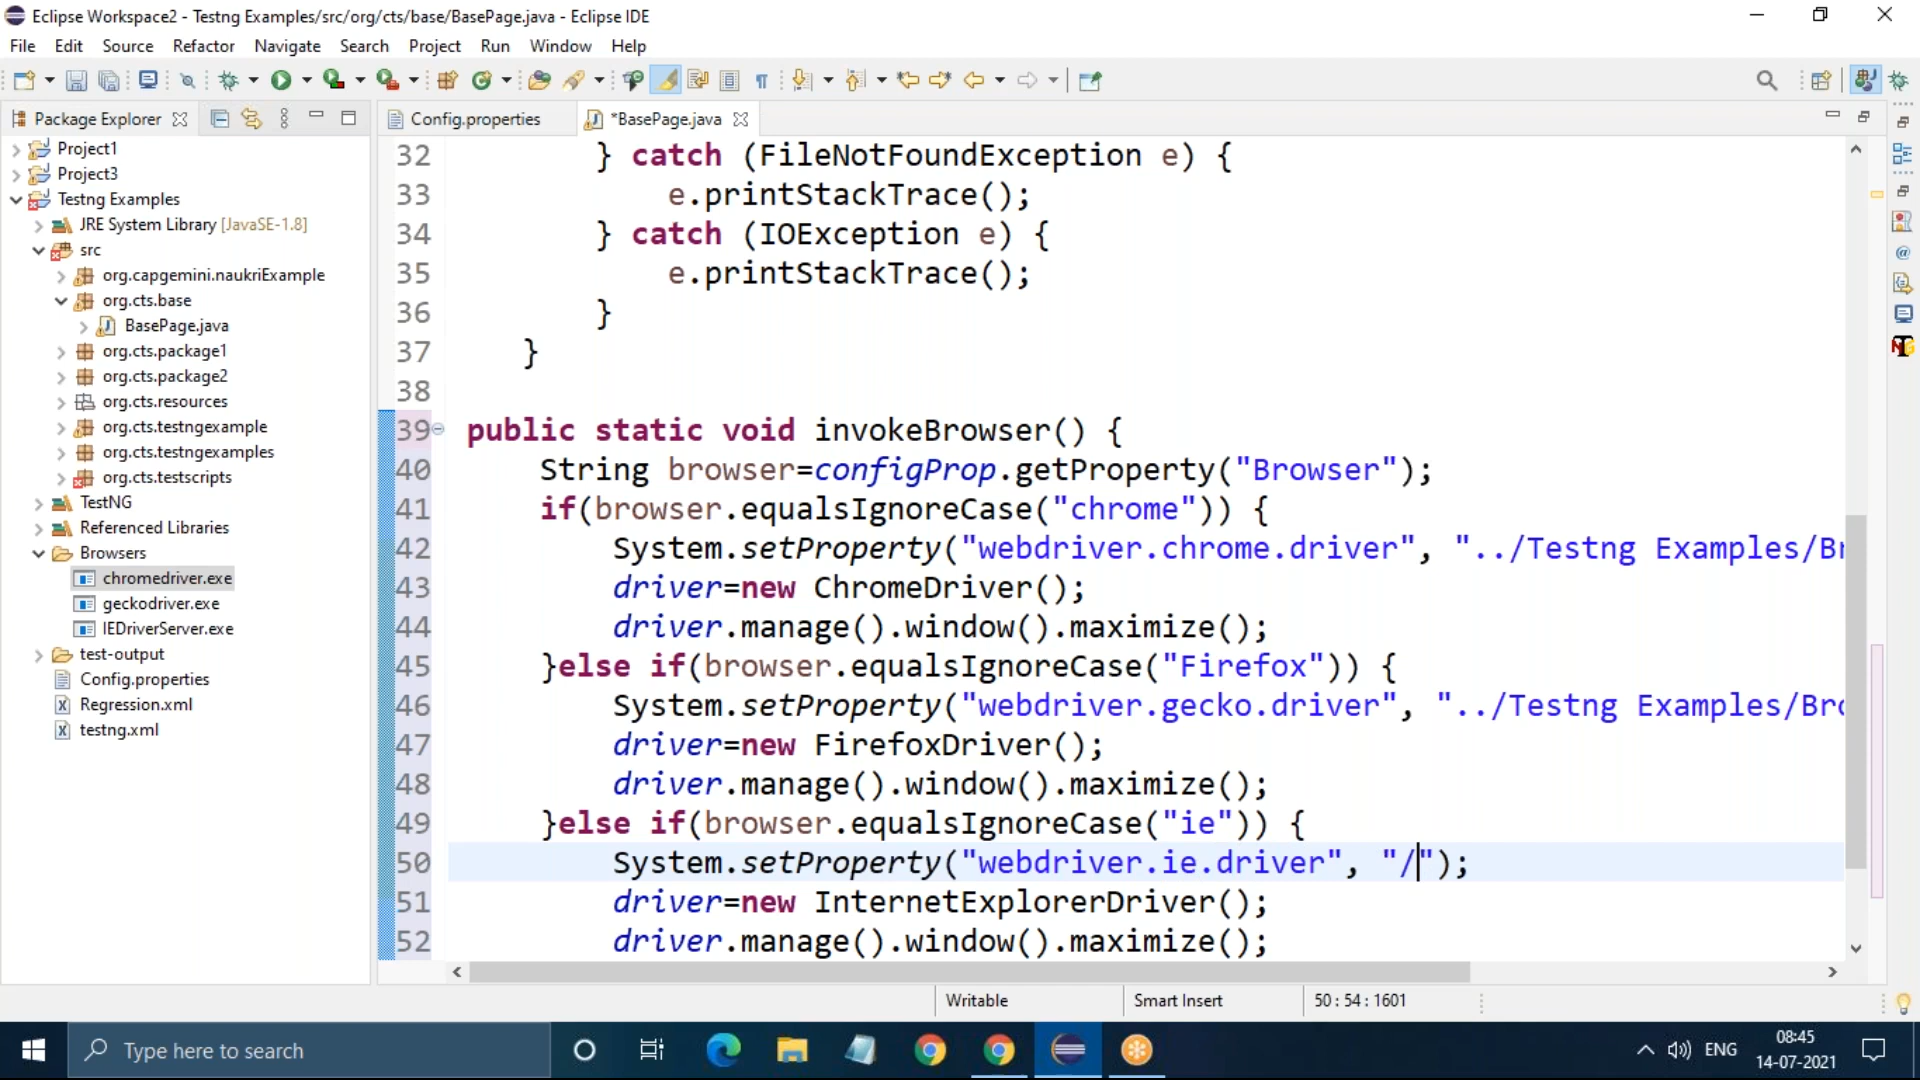 Eclipse Workspace2 - Testng Examples/src/org/cts/base/BasePage.java - Eclipse IDE
File Edit Source Refactor Navigate Search Project Run Window Help
Package Explorer
Config.properties
*BasePage.java
Project1
Project3
Testng Examples
JRE System Library [JavaSE-1.8]
src
org.capgemini.naukriExample
org.cts.base
BasePage.java
org.cts.package1
org.cts.package2
org.cts.resources
org.cts.testngexample
org.cts.testngexamples
org.cts.testscripts
TestNG
Referenced Libraries
Browsers
chromedriver.exe
geckodriver.exe
IEDriverServer.exe
test-output
Config.properties
Regression.xml
testng.xml
32 } catch (FileNotFoundException e) {
33 e.printStackTrace();
34 } catch (IOException e) {
35 e.printStackTrace();
36 }
37 }
38
39 public static void invokeBrowser() {
40 String browser=configProp.getProperty("Browser");
41 if(browser.equalsIgnoreCase("chrome")) {
42 System.setProperty("webdriver.chrome.driver", "../Testng Examples/Br
43 driver=new ChromeDriver();
44 driver.manage().window().maximize();
45 }else if(browser.equalsIgnoreCase("Firefox")) {
46 System.setProperty("webdriver.gecko.driver", "../Testng Examples/Bro
47 driver=new FirefoxDriver();
48 driver.manage().window().maximize();
49 }else if(browser.equalsIgnoreCase("ie")) {
50 System.setProperty("webdriver.ie.driver", "/");
51 driver=new InternetExplorerDriver();
52 driver.manage().window().maximize();
Writable
Smart Insert
50 : 54 : 1601
Type here to search
ENG
08:45
14-07-2021